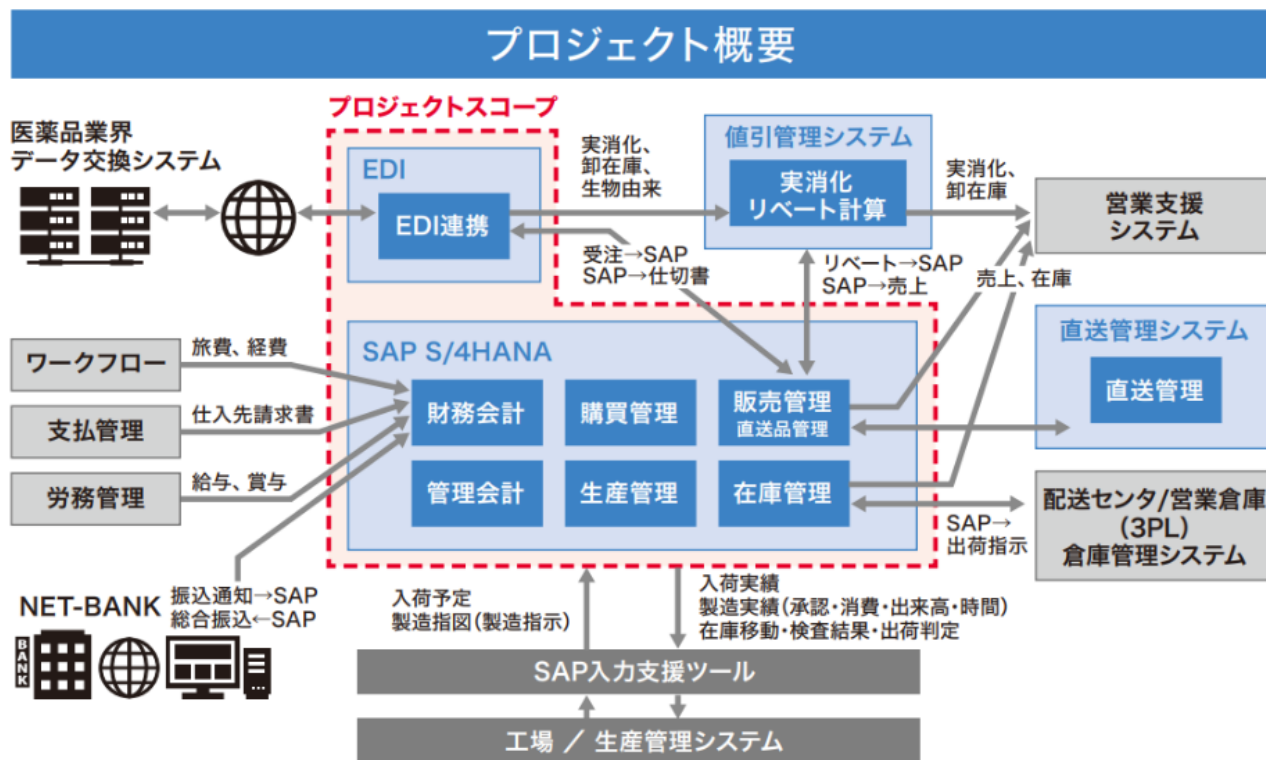 プロジェクト概要
プロジェクトスコープ
医薬品業界
データ交換システム
EDI
EDI連携
実消化、
卸在庫、
生物由来
値引管理システム
実消化
リベート計算
実消化、
卸在庫
営業支援
システム
受注→SAP
SAP→仕切書
リベート→SAP
SAP→売上
売上、在庫
直送管理システム
直送管理
SAP S/4HANA
ワークフロー
旅費、経費
財務会計
購買管理
販売管理
直送品管理
支払管理
仕入先請求書
労務管理
給与、賞与
管理会計
生産管理
在庫管理
SAP→
出荷指示
配送センタ/営業倉庫
(3PL)
倉庫管理システム
NET-BANK
振込通知→SAP
総合振込←SAP
BANK
入荷予定
製造指図(製造指示)
入荷実績
製造実績(承認・消費・出来高・時間)
在庫移動・検査結果・出荷判定
SAP入力支援ツール
工場 ／ 生産管理システム